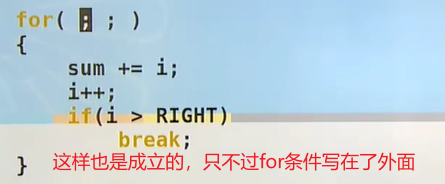 for( ; ; )
{
    sum += i;
    i++;
    if(i > RIGHT)
        break;
}
这样也是成立的，只不过for条件写在了外面